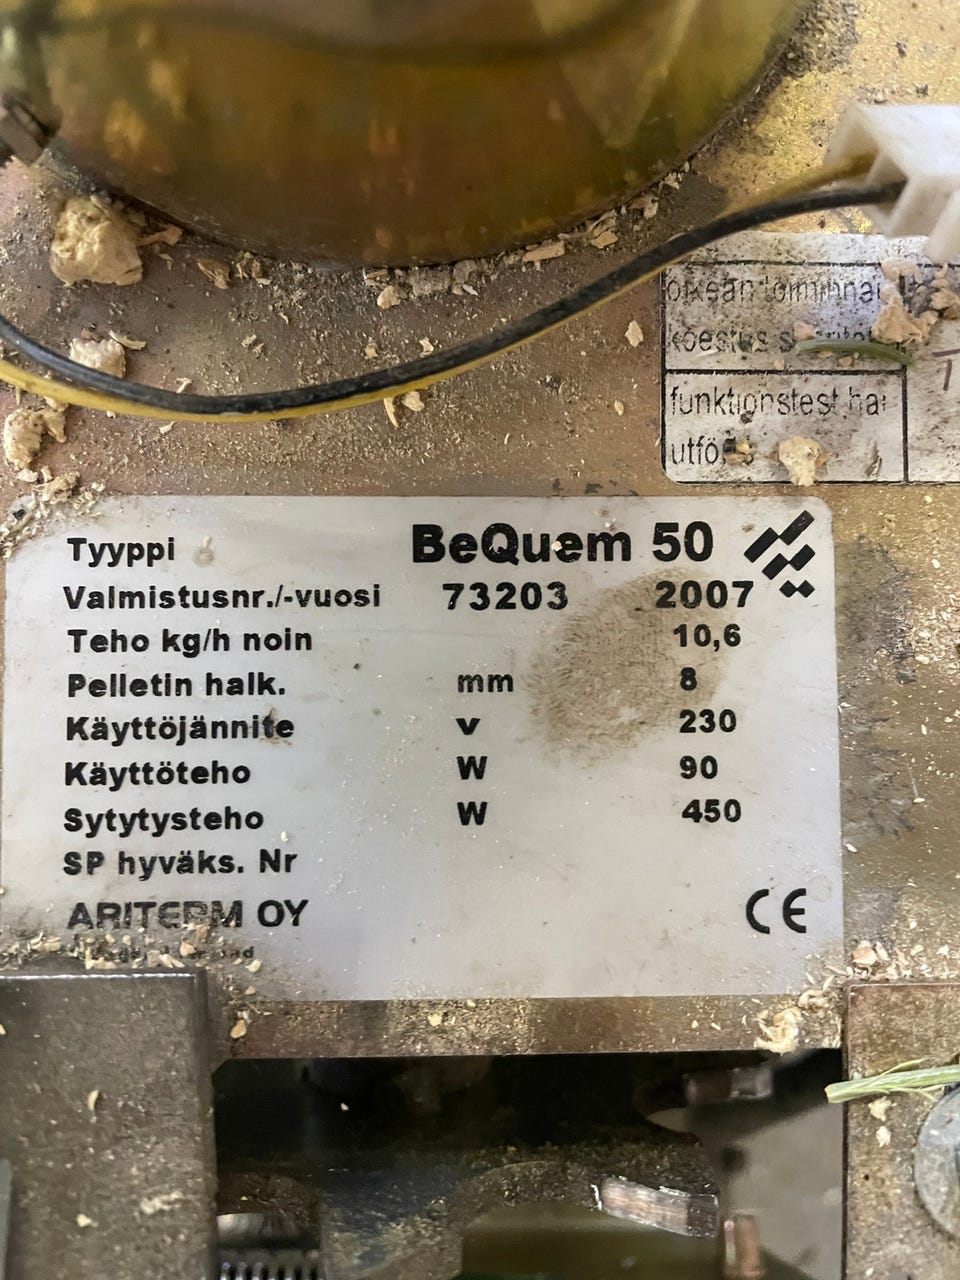 oikean toiminnan
koestus
funktionstest har
utförts
Tyyppi BeQuem 50
Valmistusnr./-vuosi 73203 2007
Teho kg/h noin 10,6
Pelletin halk. mm 8
Käyttöjännite v 230
Käyttöteho W 90
Sytytysteho W 450
SP hyväks. Nr
ARITERM OY CE